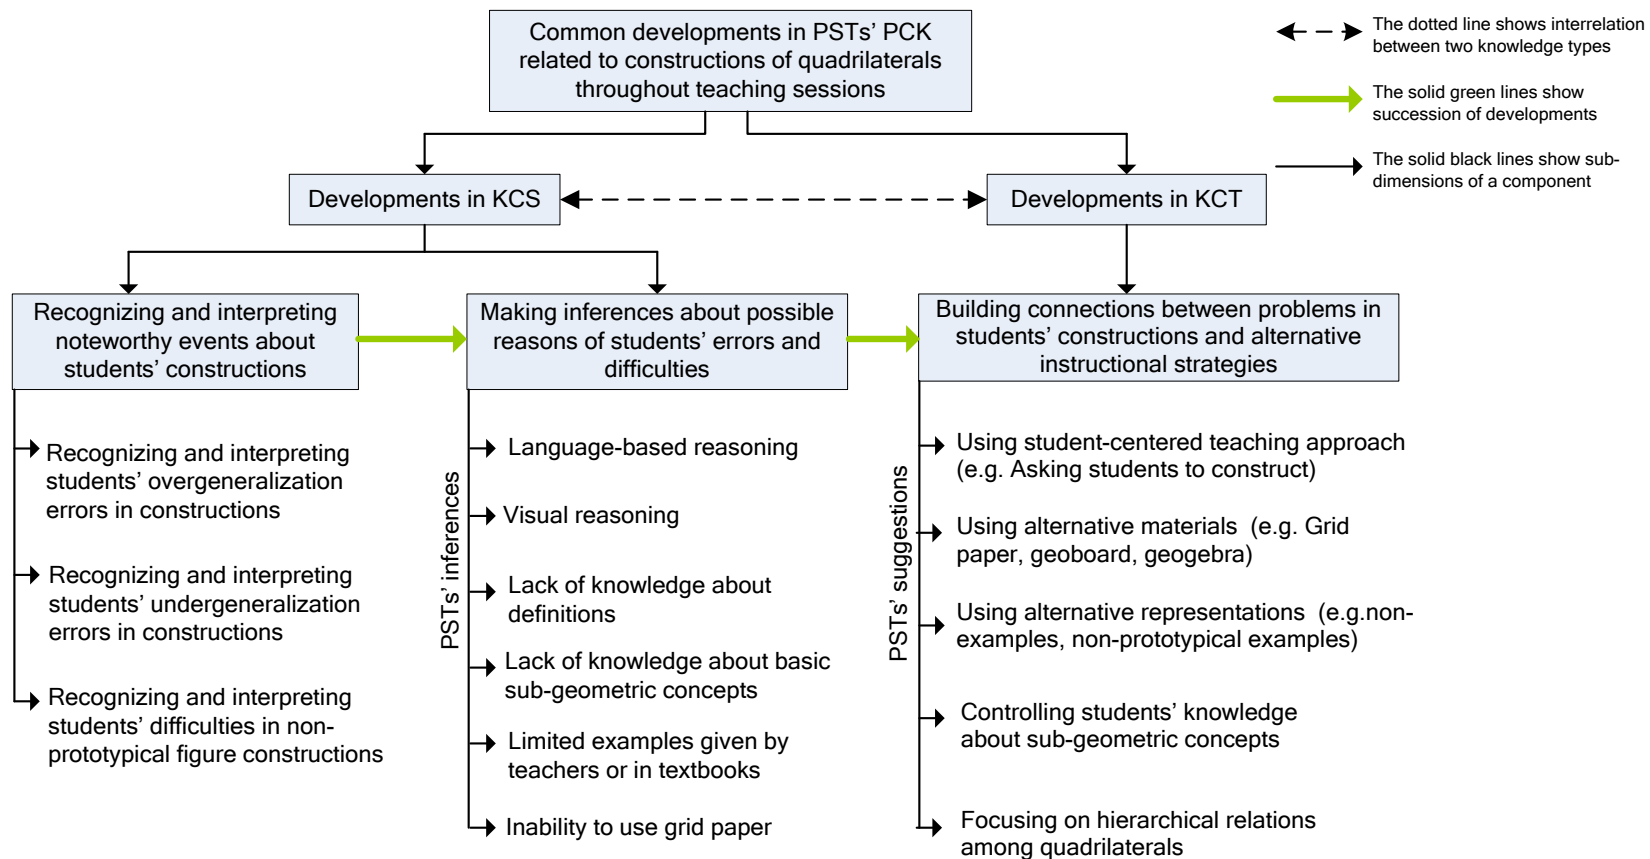 Common developments in PSTs’ PCK
related to constructions of quadrilaterals
throughout teaching sessions
The dotted line shows interrelation
between two knowledge types
The solid green lines show
succession of developments
The solid black lines show sub-
dimensions of a component
Developments in KCS
Developments in KCT
Recognizing and interpreting
noteworthy events about
students’ constructions
Making inferences about possible
reasons of students’ errors and
difficulties
Building connections between problems in
students’ constructions and alternative
instructional strategies
Recognizing and interpreting
students’ overgeneralization
errors in constructions
Recognizing and interpreting
students’ undergeneralization
errors in constructions
Recognizing and interpreting
students’ difficulties in non-
prototypical figure constructions
PSTs’ inferences
Language-based reasoning
Visual reasoning
Lack of knowledge about
definitions
Lack of knowledge about basic
sub-geometric concepts
Limited examples given by
teachers or in textbooks
Inability to use grid paper
PSTs’ suggestions
Using student-centered teaching approach
(e.g. Asking students to construct)
Using alternative materials (e.g. Grid
paper, geoboard, geogebra)
Using alternative representations (e.g.non-
examples, non-prototypical examples)
Controlling students’ knowledge
about sub-geometric concepts
Focusing on hierarchical relations
among quadrilaterals